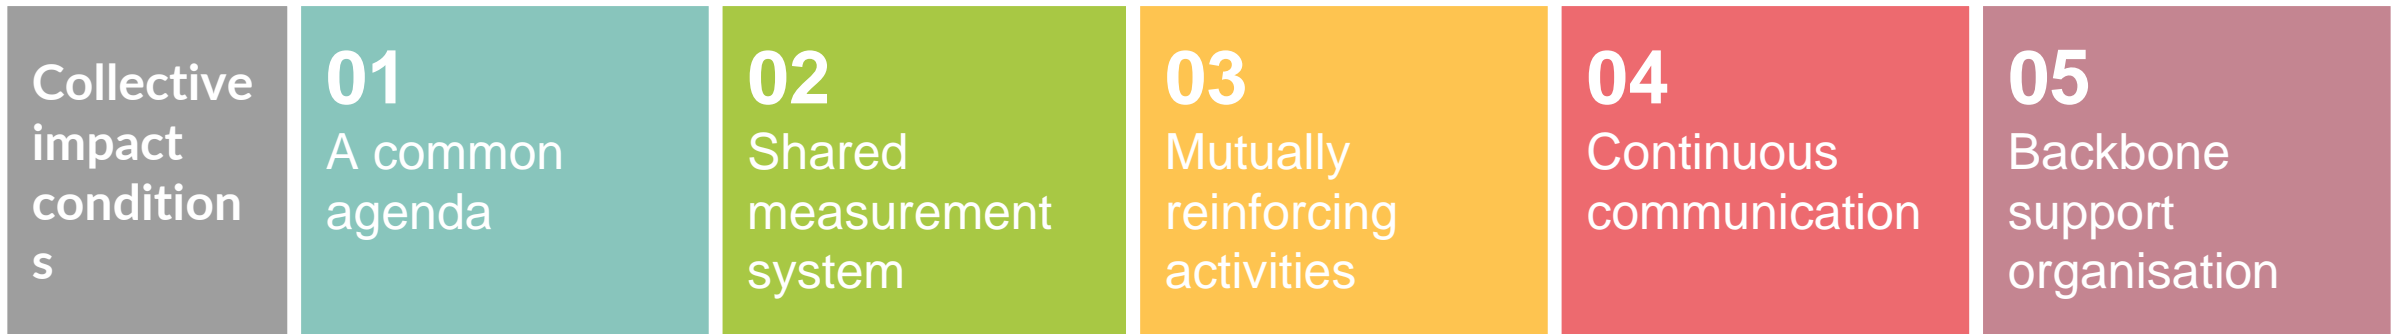 Collective
impact
condition
s
01
A common
agenda
02
Shared
measurement
system
03
Mutually
reinforcing
activities
04
Continuous
communication
05
Backbone
support
organisation